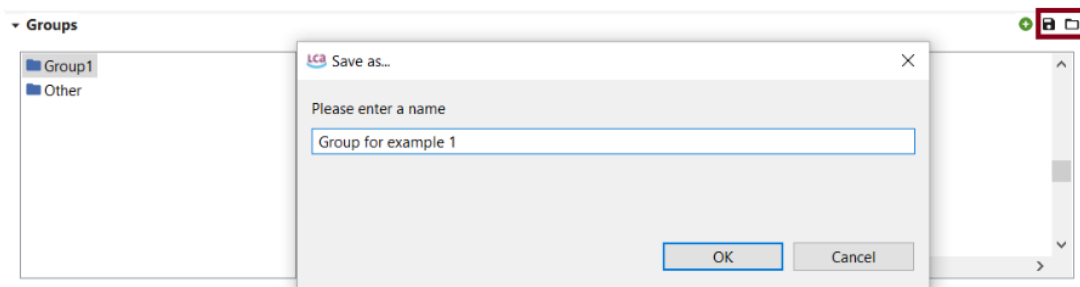 Groups
Group1
Other
LCA Save as...
Please enter a name
Group for example 1
OK Cancel